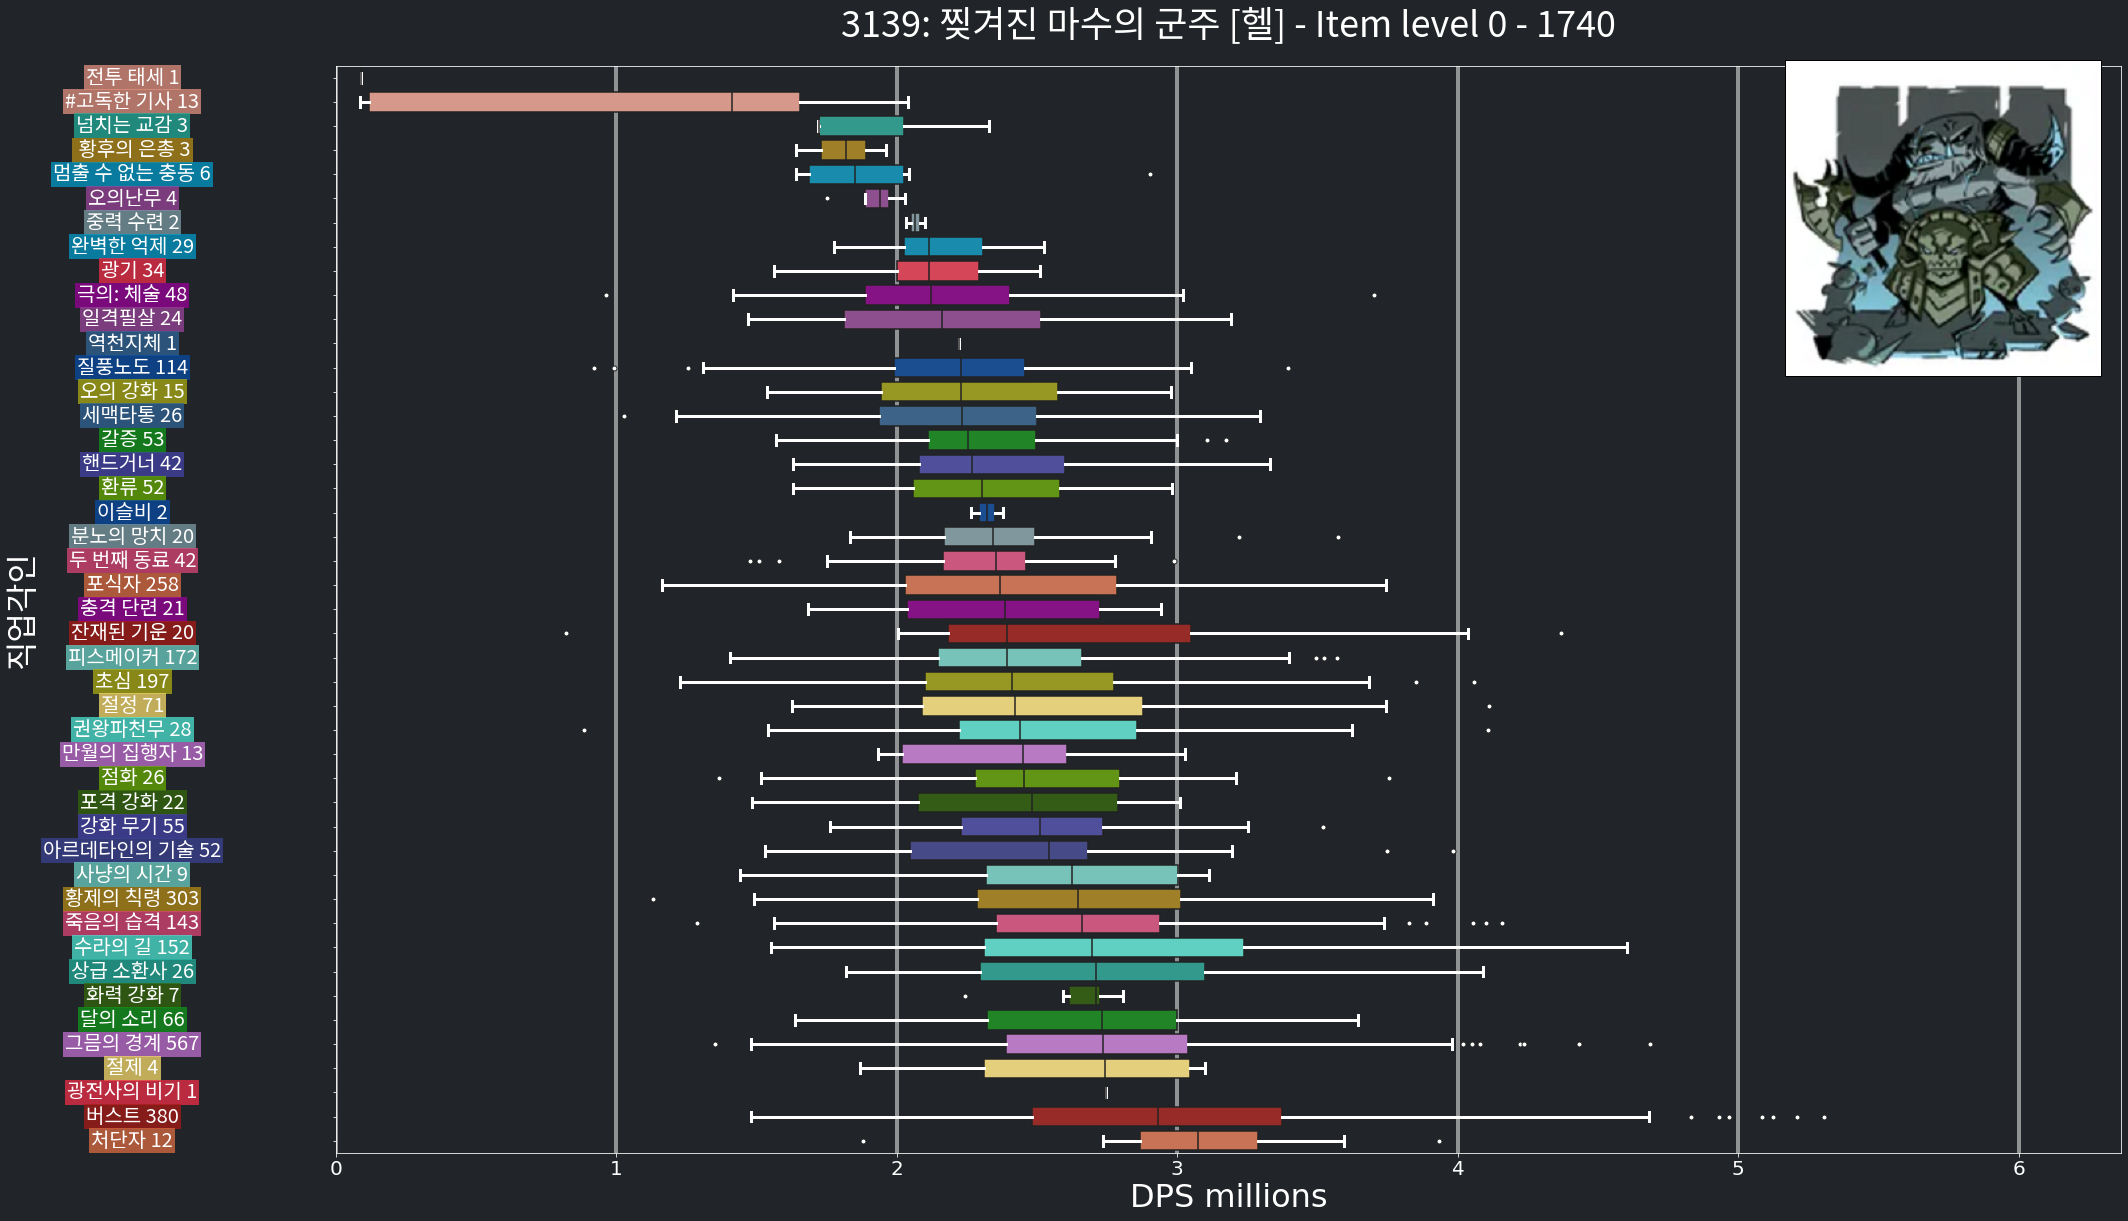 3139: 찢겨진 마수의 군주 [헬] - Item level 0 - 1740
전투 태세 1
#고독한 기사 13
넘치는 교감 3
황후의 은총 3
멈출 수 없는 충동 6
오의난무 4
중력 수련 2
완벽한 억제 29
광기 34
극의: 체술 48
일격필살 24
역천지체 1
질풍노도 114
오의 강화 15
세맥타통 26
갈증 53
핸드거너 42
환류 52
이슬비 2
분노의 망치 20
두 번째 동료 42
포식자 258
충격 단련 21
잔재된 기운 20
피스메이커 172
초심 197
절정 71
권왕파천무 28
만월의 집행자 13
점화 26
포격 강화 22
강화 무기 55
아르데타인의 기술 52
사냥의 시간 9
황제의 칙령 303
죽음의 습격 143
수라의 길 152
상급 소환사 26
화력 강화 7
달의 소리 66
그믐의 경계 567
절제 4
광전사의 비기 1
버스트 380
처단자 12
직업각인
0 1 2 3 4 5 6
DPS millions